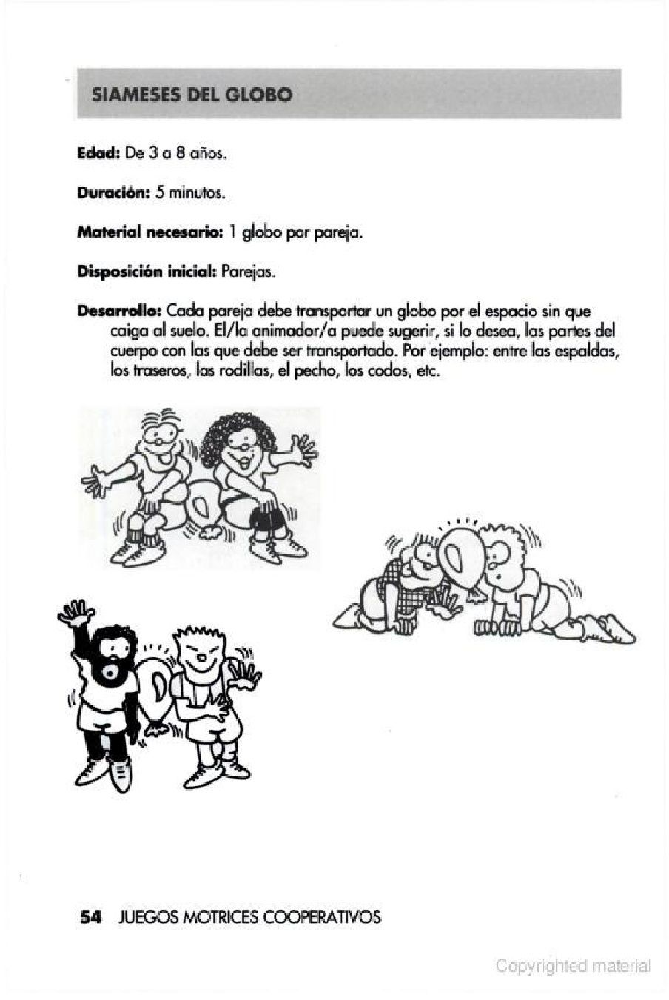 SIAMESES DEL GLOBO
Edad: De 3 a 8 años.
Duración: 5 minutos.
Material necesario: 1 globo por pareja.
Disposición inicial: Parejas.
Desarrollo: Cada pareja debe transportar un globo por el espacio sin que
caiga al suelo. El/la animador/a puede sugerir, si lo desea, las partes del
cuerpo con las que debe ser transportado. Por ejemplo: entre las espaldas,
los traseros, las rodillas, el pecho, los codos, etc.
54 JUEGOS MOTRICES COOPERATIVOS
Copyrighted material